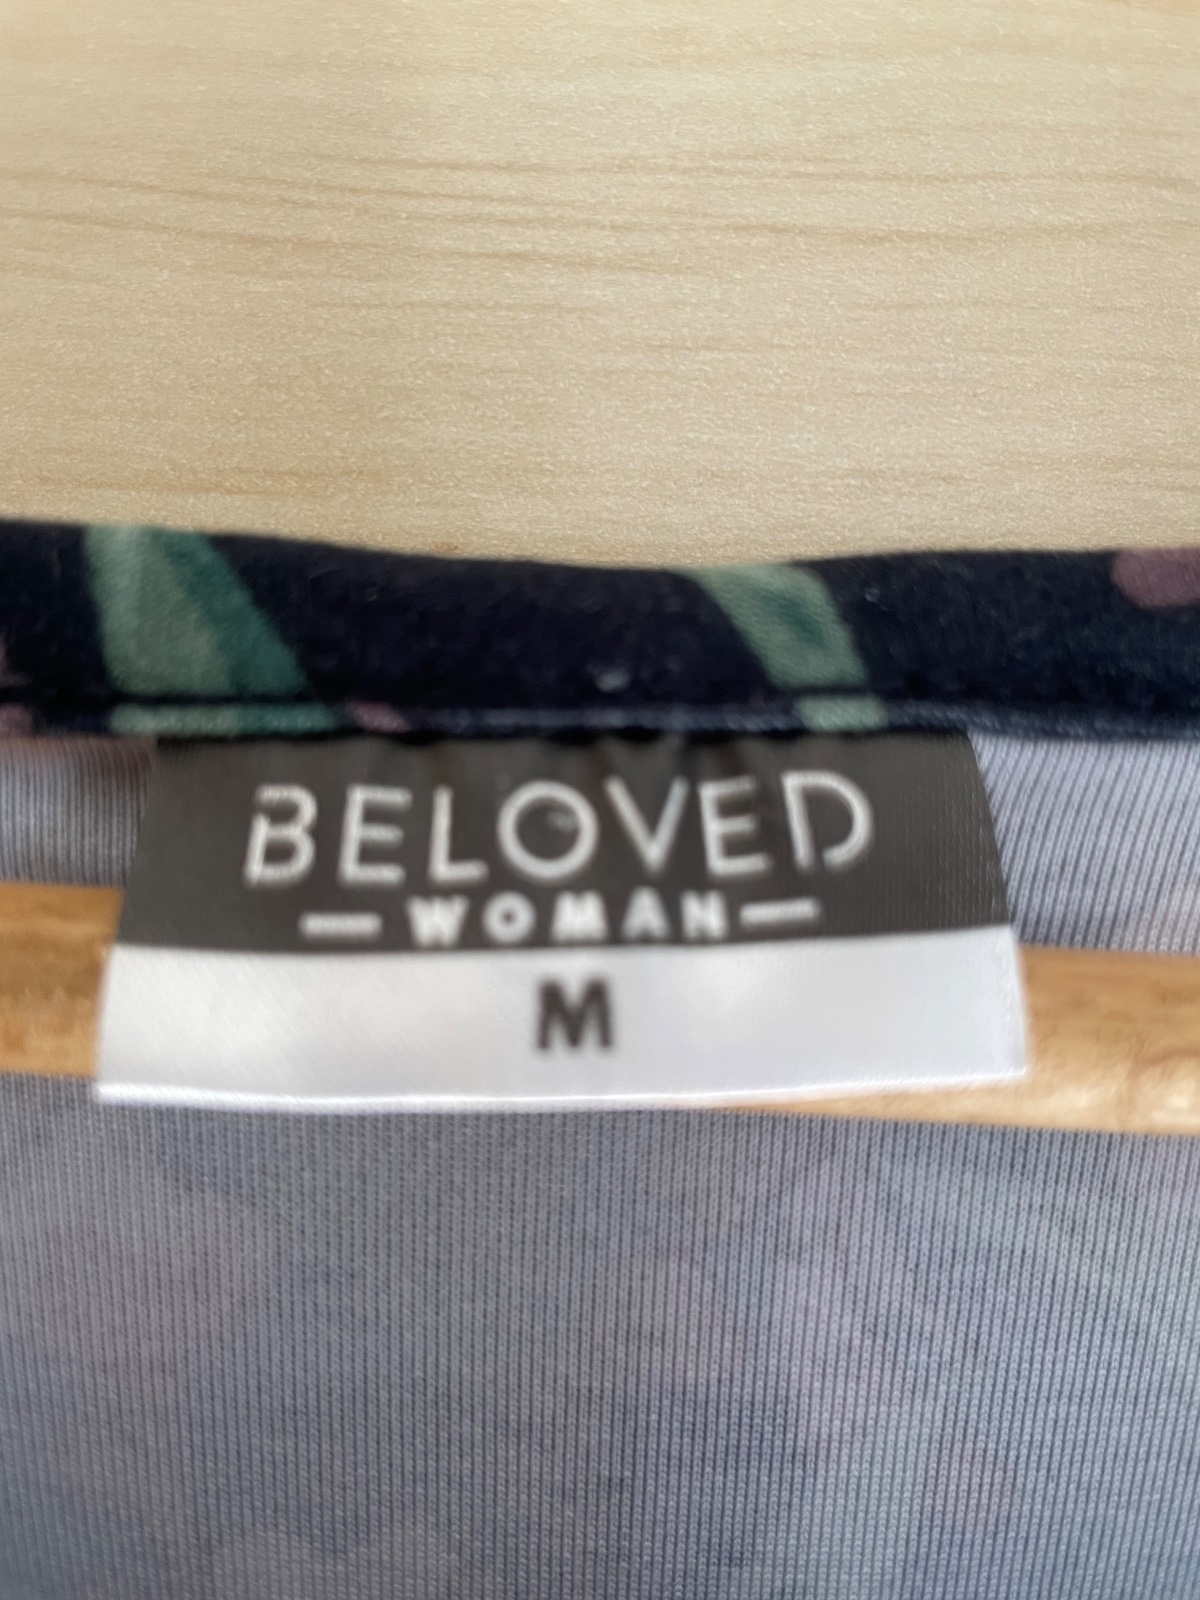 BELOVED
— WOMAN —
M